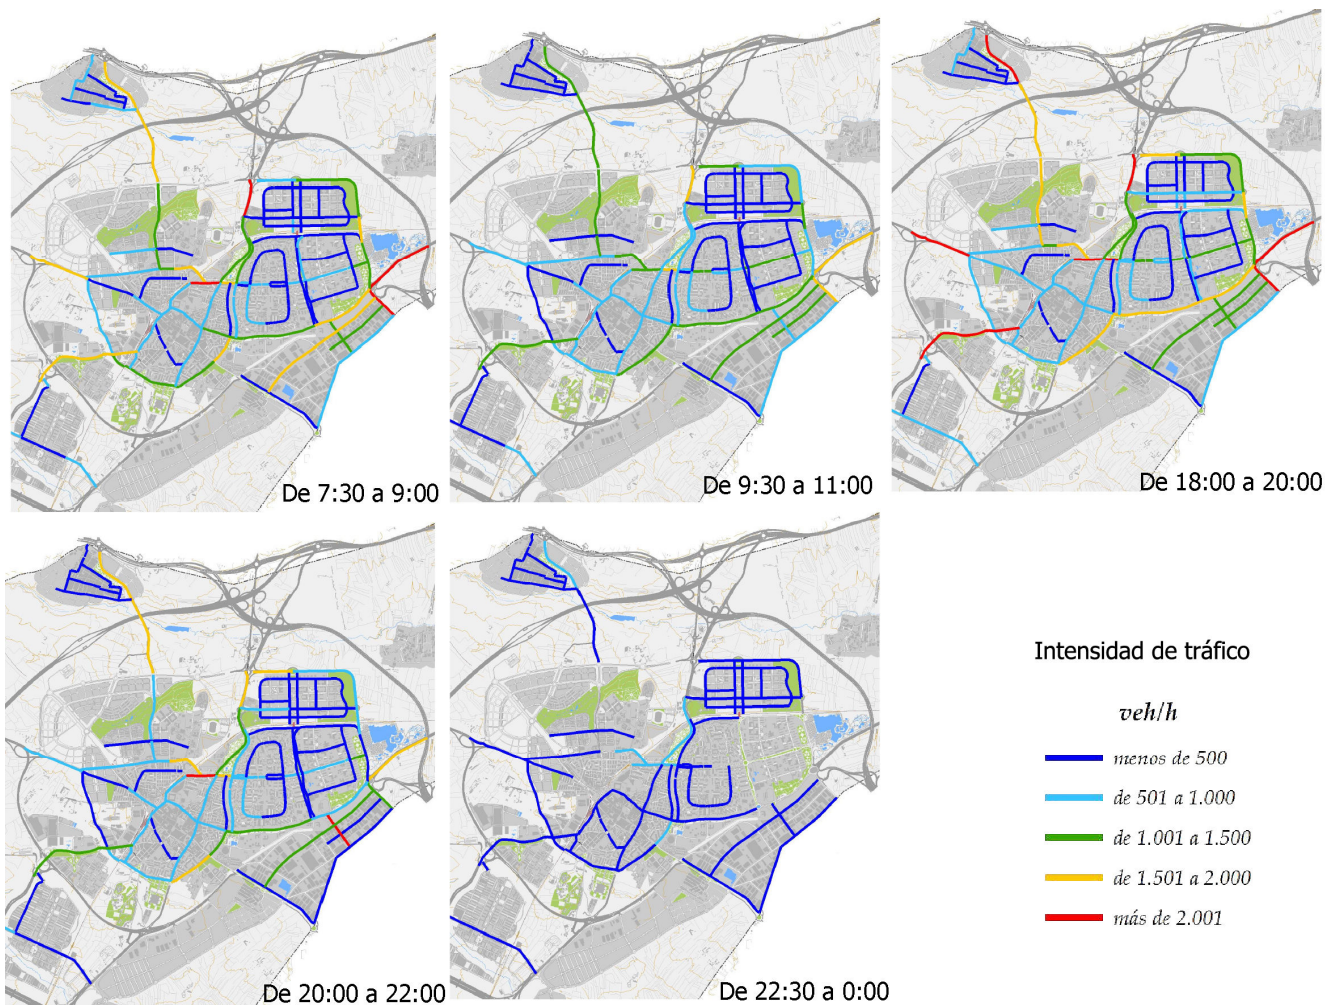 De 7:30 a 9:00
De 9:30 a 11:00
De 18:00 a 20:00
De 20:00 a 22:00
De 22:30 a 0:00
Intensidad de tráfico
veh/h
menos de 500
de 501 a 1.000
de 1.001 a 1.500
de 1.501 a 2.000
más de 2.001